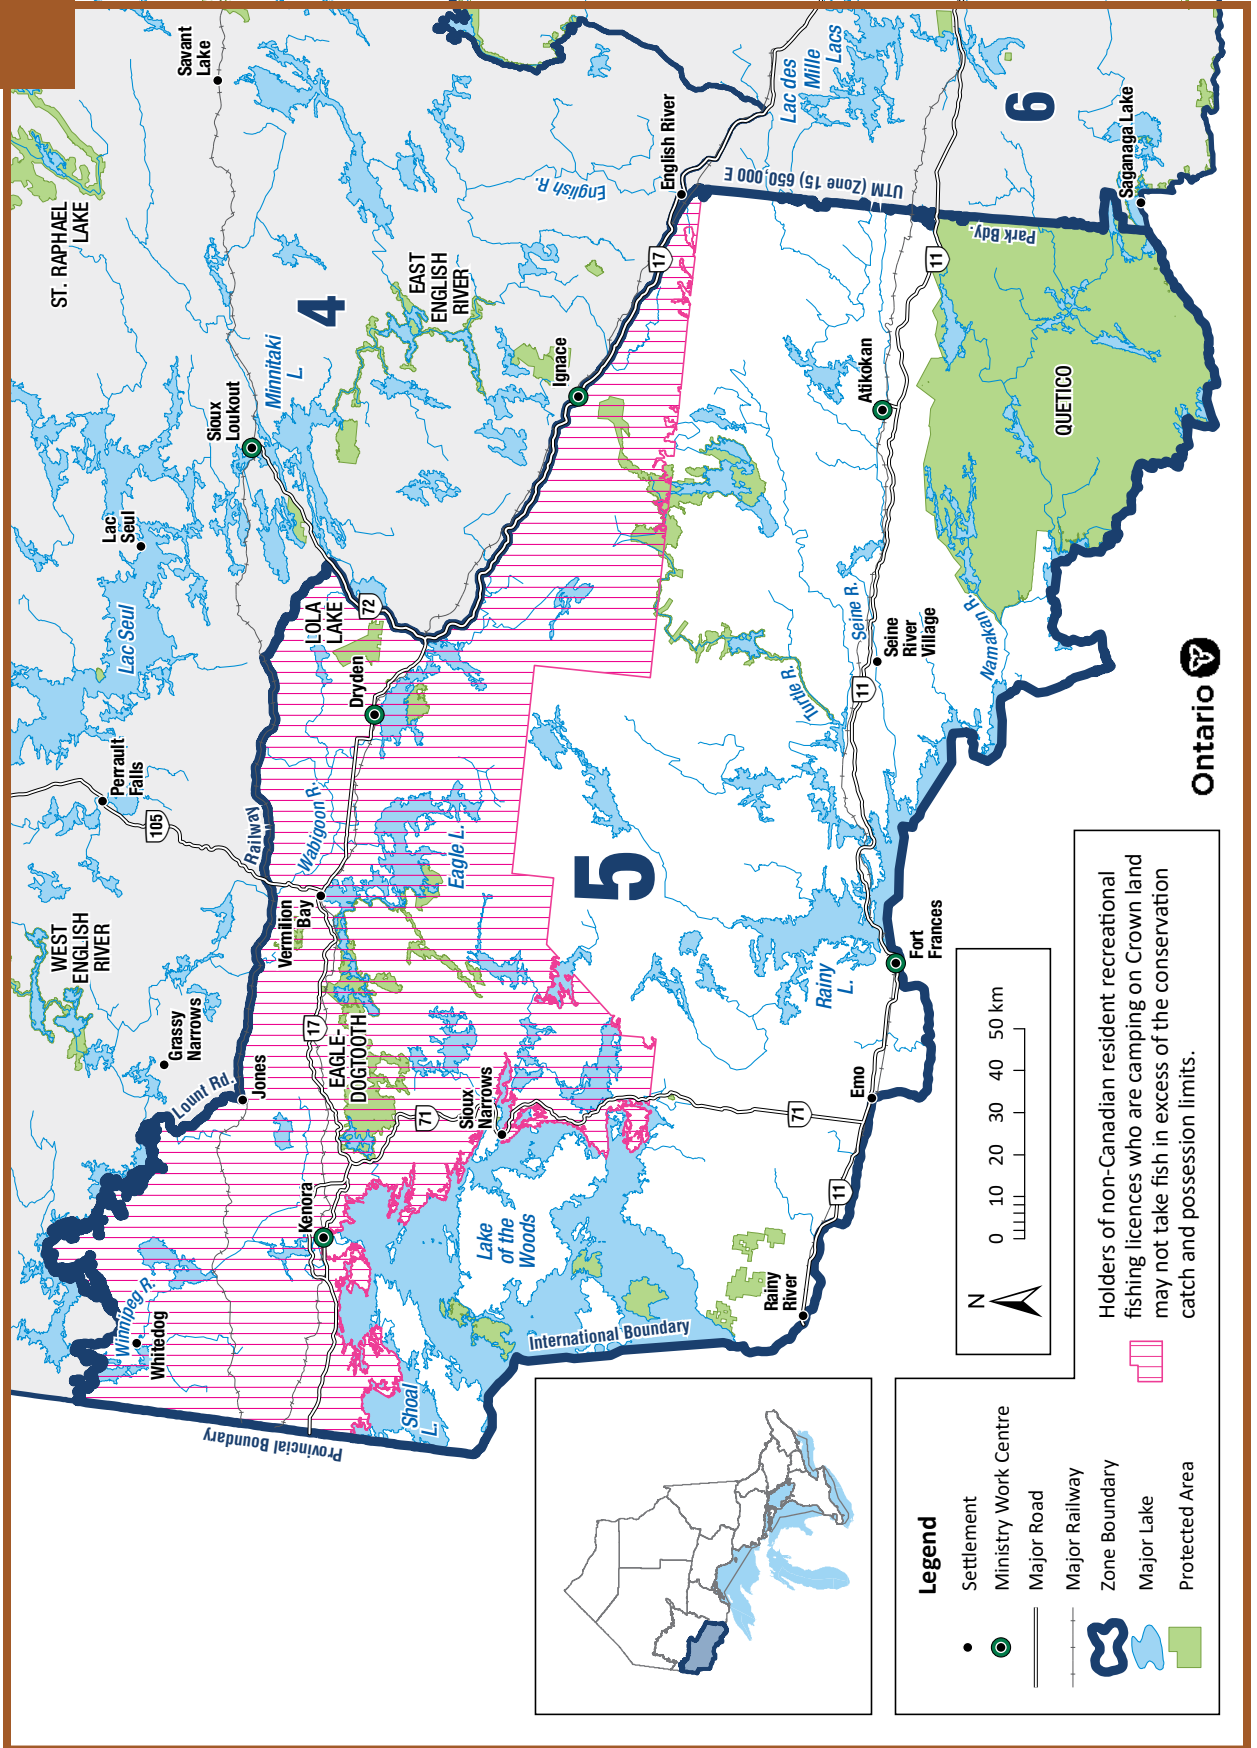 Savant
Lake
ST. RAPHAEL
LAKE
4
EAST
ENGLISH
RIVER
English R.
English River
Lac des
Mille
Lacs
6
Saganaga Lake
UTM (Zone 15) 650,000 E
Park Bdy.
17
11
Sioux
Lookout
Minnitaki
L.
Ignace
Atikokan
QUETICO
Lac
Seul
Lac Seul
LOLA
LAKE
72
Dryden
Seine R.
Seine
River
Village
Namakan R.
Turtle R.
11
Perrault
Falls
105
Railway
Wabigoon R.
Eagle L.
Vermilion
Bay
5
WEST
ENGLISH
RIVER
Grassy
Narrows
Lount Rd.
Jones
17
EAGLE-
DOGTOOTH
71
Sioux
Narrows
Rainy
L.
Fort
Frances
Emo
71
11
Kenora
Lake
of the
Woods
Rainy
River
Winnipeg R.
Whitedog
Shoal
L.
International Boundary
Provincial Boundary
Ontario
N
0 10 20 30 40 50 km
Legend
Settlement
Ministry Work Centre
Major Road
Major Railway
Zone Boundary
Major Lake
Protected Area
Holders of non-Canadian resident recreational
fishing licences who are camping on Crown land
may not take fish in excess of the conservation
catch and possession limits.